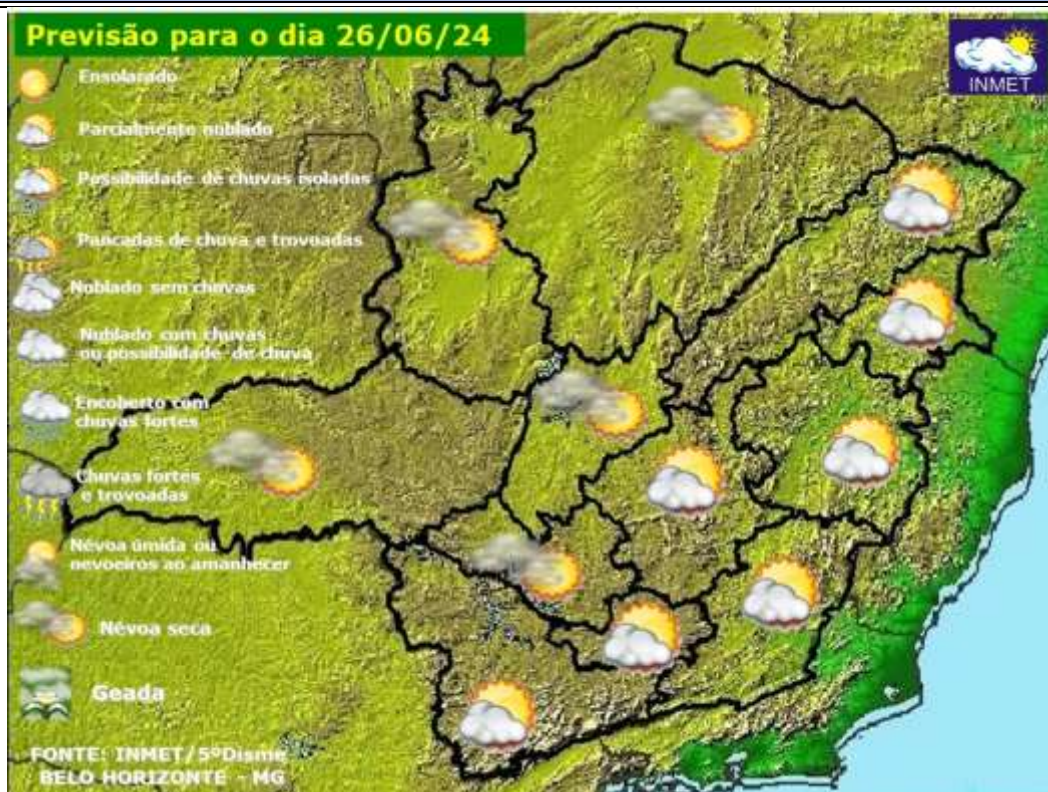 Previsão para o dia 26/06/24
INMET
Ensolarado
Parcialmente nublado
Possibilidade de chuvas isoladas
Pancadas de chuva e trovoadas
Noblado sem chuvas
Nublado com chuvas
ou possibilidade de chuva
Encoberto com
chuvas fortes
Chuvas fortes
e trovoadas
Névoa úmida ou
nevoeiros ao amanhecer
Névoa seca
Geada
FONTE: INMET/5ºDisme
BELO HORIZONTE - MG